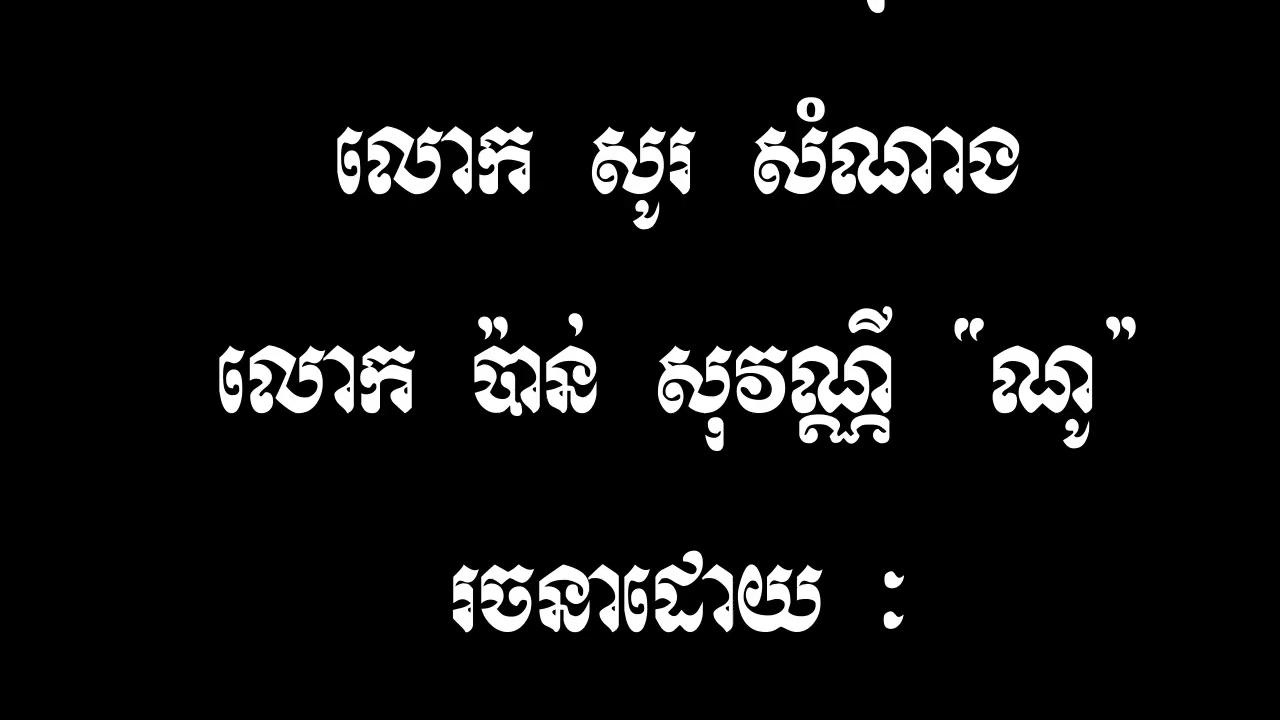 លោក សូរ សំណាង
លោក ប៉ាន់ សុវណ្ណី “ណូ”
រចនាដោយ ៖